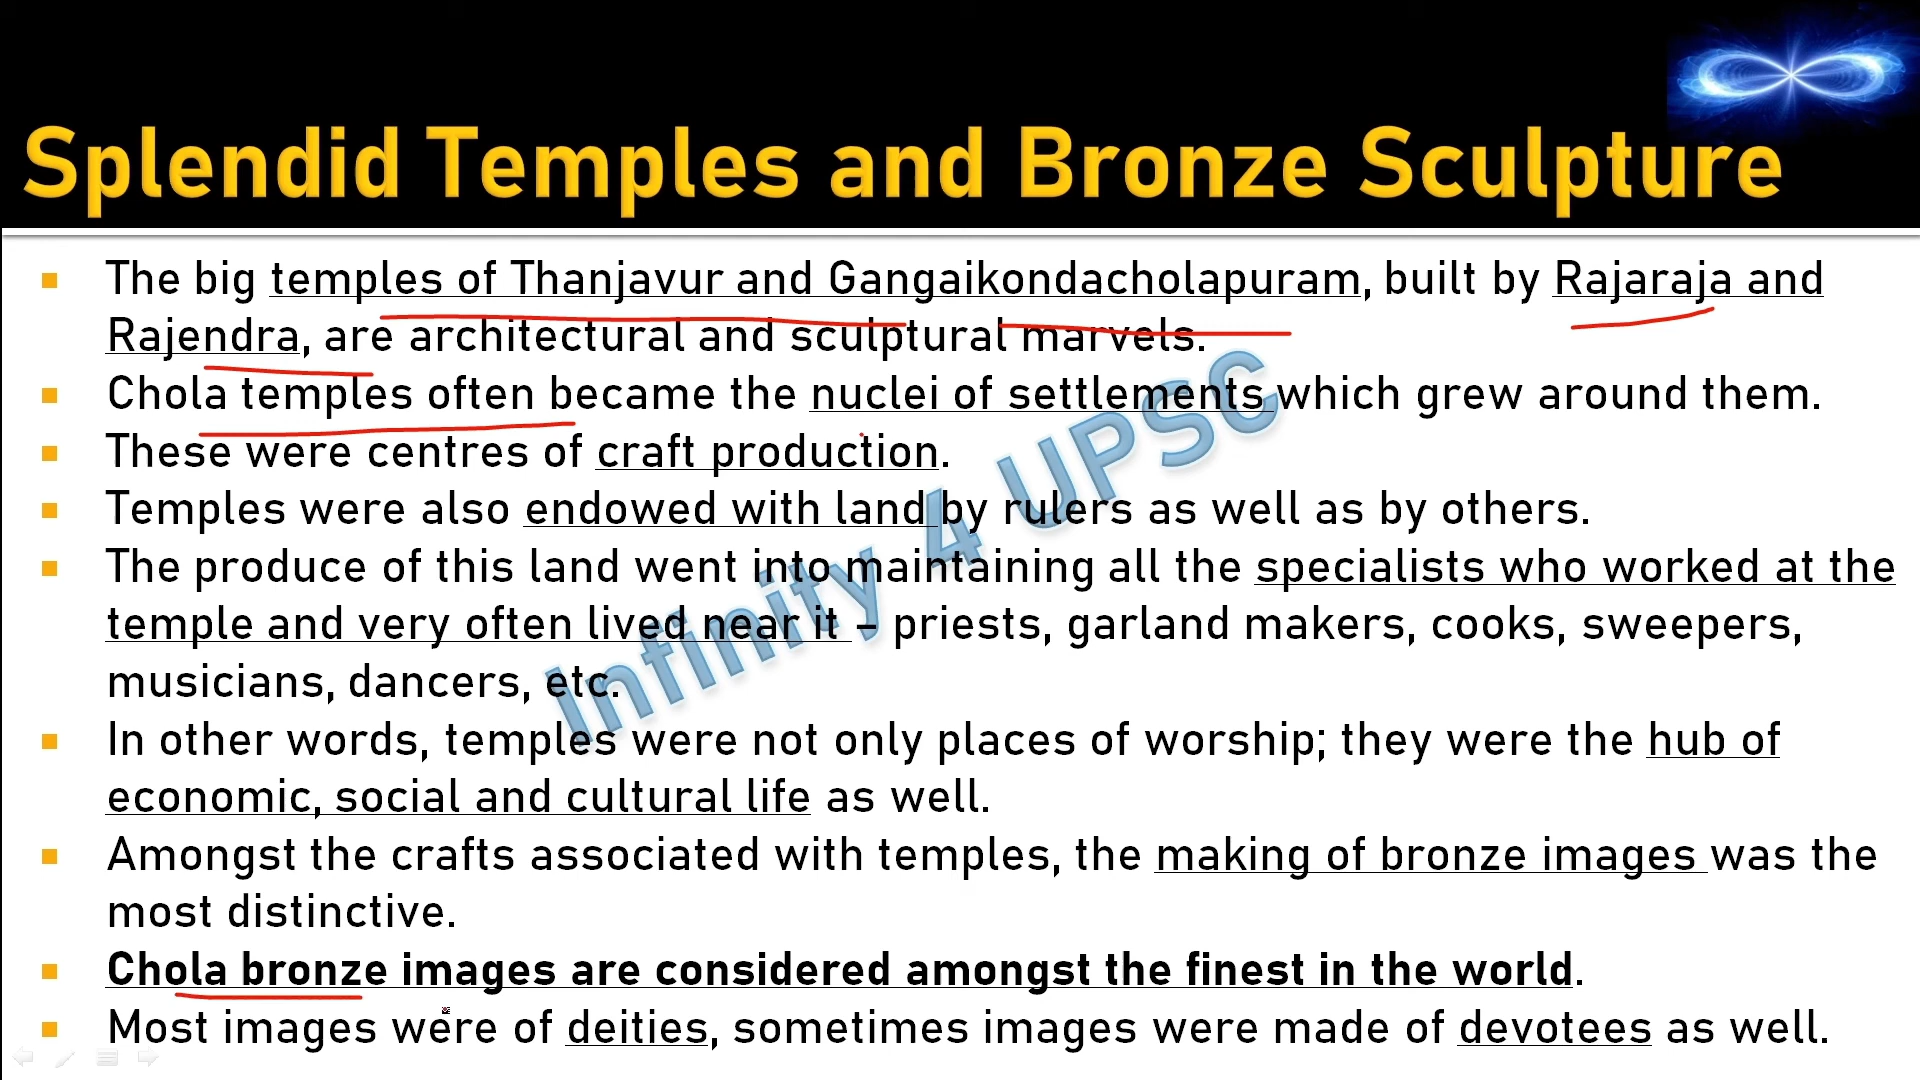 Splendid Temples and Bronze Sculpture
The big temples of Thanjavur and Gangaikondacholapuram, built by Rajaraja and
Rajendra, are architectural and sculptural marvels.
Chola temples often became the nuclei of settlements which grew around them.
These were centres of craft production.
Temples were also endowed with land by rulers as well as by others.
The produce of this land went into maintaining all the specialists who worked at the
temple and very often lived near it – priests, garland makers, cooks, sweepers,
musicians, dancers, etc.
In other words, temples were not only places of worship; they were the hub of
economic, social and cultural life as well.
Amongst the crafts associated with temples, the making of bronze images was the
most distinctive.
Chola bronze images are considered amongst the finest in the world.
Most images were of deities, sometimes images were made of devotees as well.
Infinity 4 UPSC